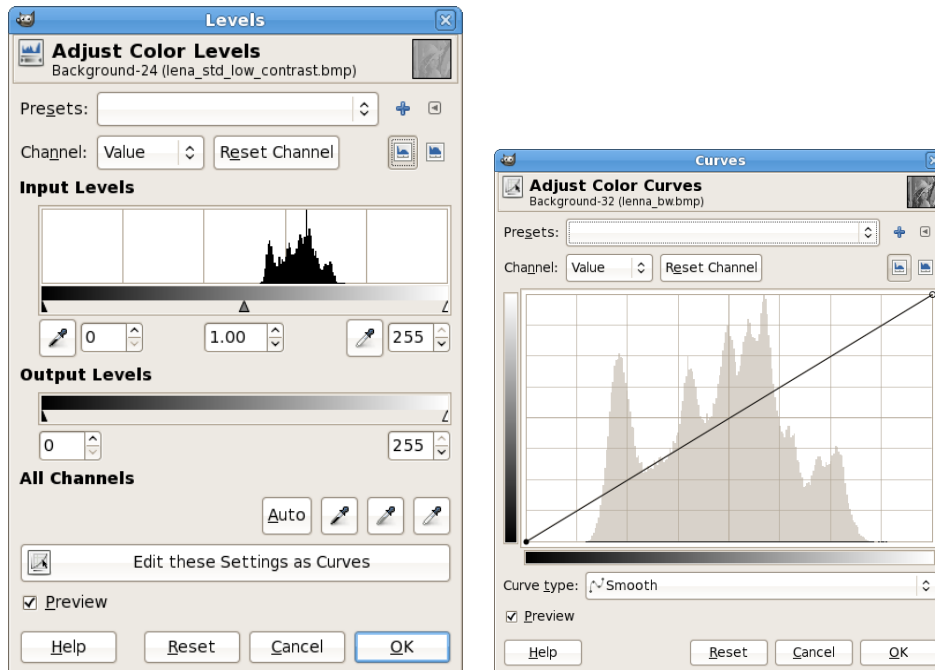 Levels
Adjust Color Levels
Background-24 (lena_std_low_contrast.bmp)
Presets:
Channel: Value Reset Channel
Input Levels
0 1.00 255
Output Levels
0 255
All Channels
Auto
Edit these Settings as Curves
Preview
Help Reset Cancel OK
Curves
Adjust Color Curves
Background-32 (lenna_bw.bmp)
Presets:
Channel: Value Reset Channel
Curve type: Smooth
Preview
Help Reset Cancel OK